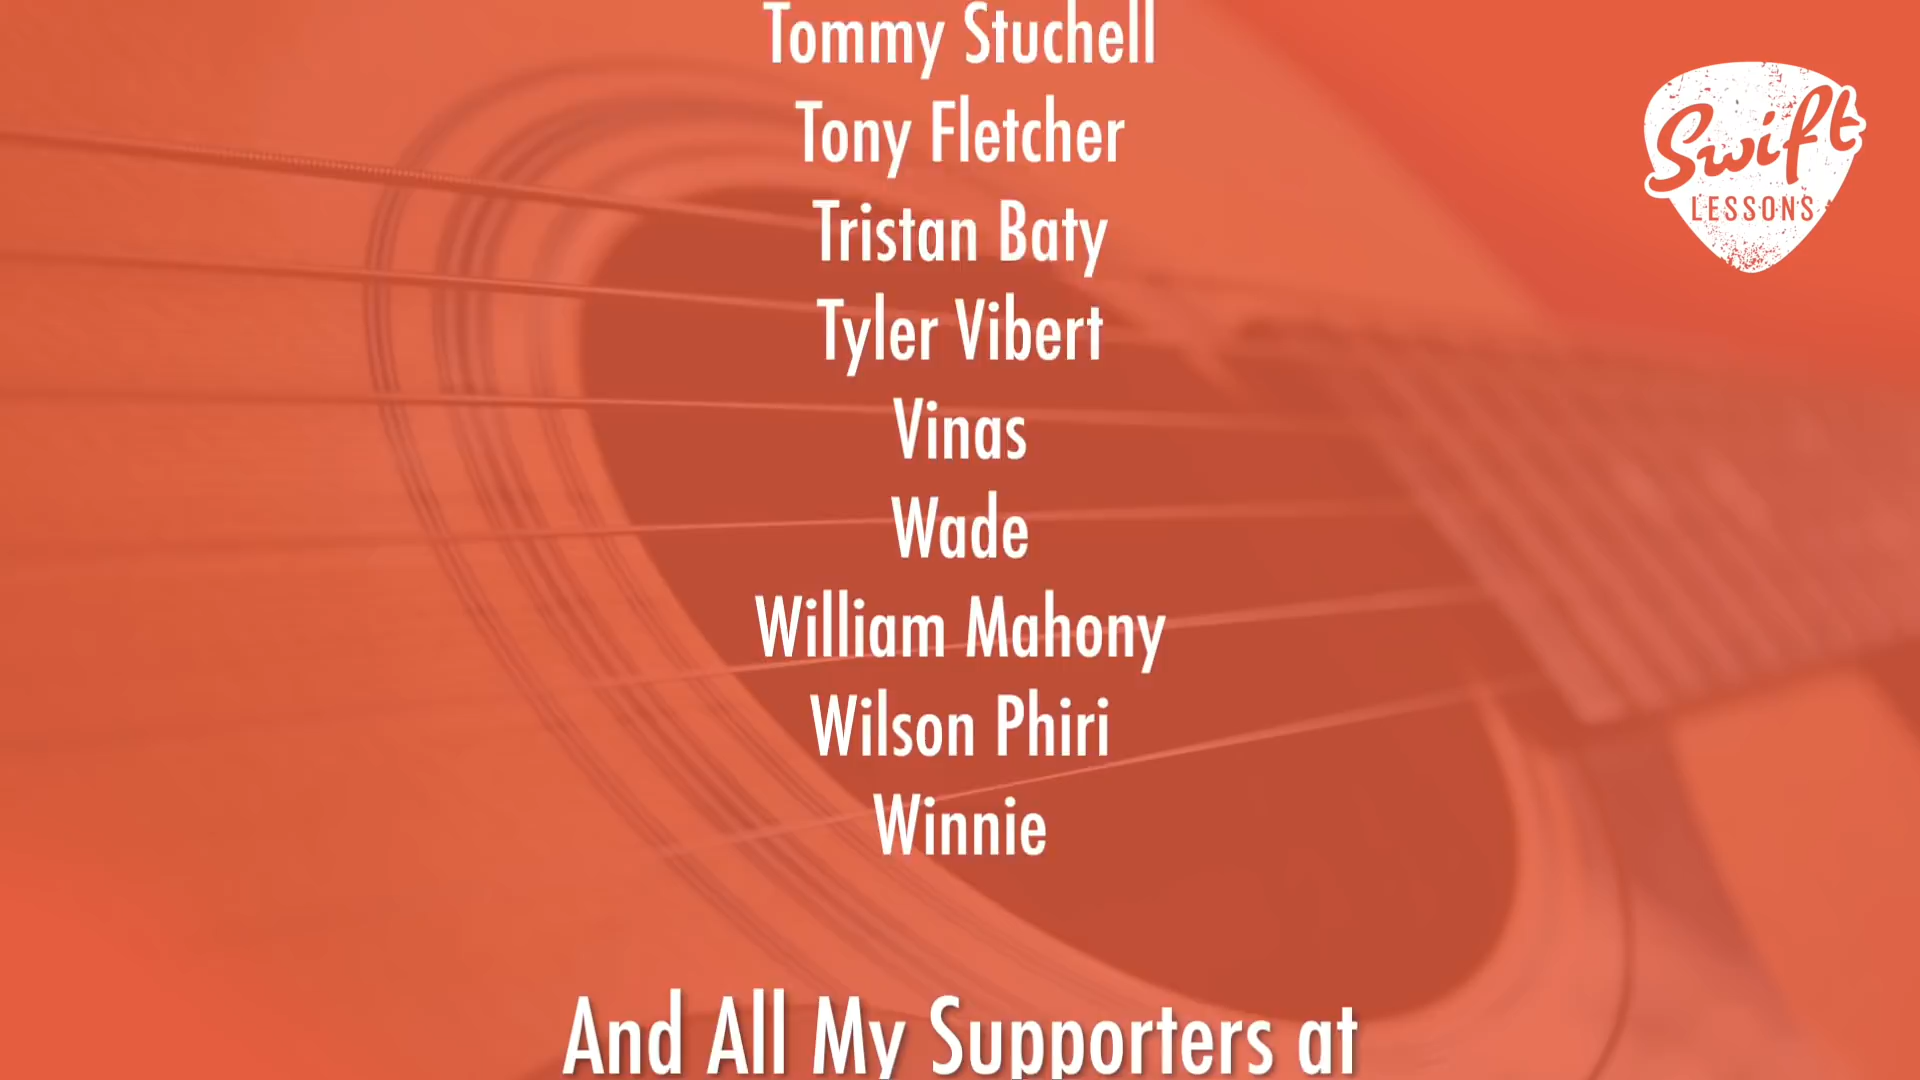 Tommy Stuchell
Tony Fletcher
Tristan Baty
Tyler Vibert
Vinas
Wade
William Mahony
Wilson Phiri
Winnie
And All My Supporters at
Swift
LESSONS